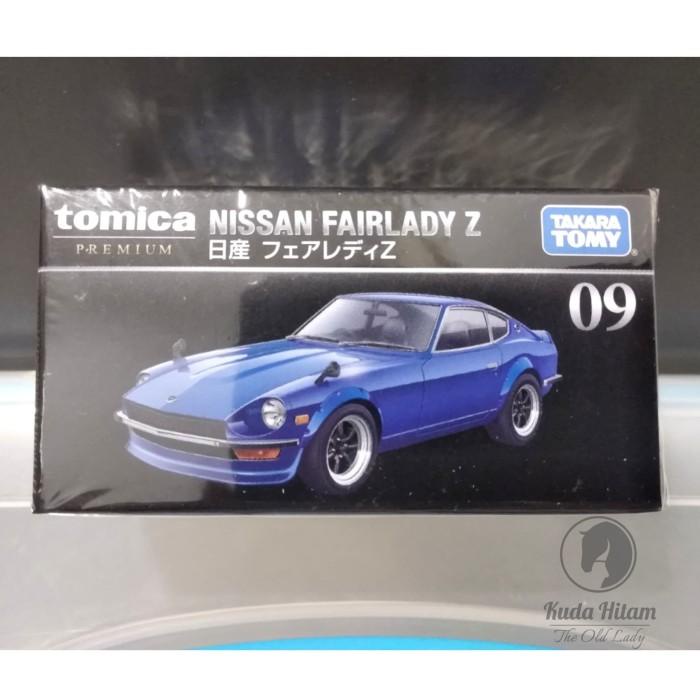 tomica NISSAN FAIRLADY Z
PREMIUM 日産 フェアレディZ
TAKARA
TOMY
09
Kuda Hitam
The Old Lady